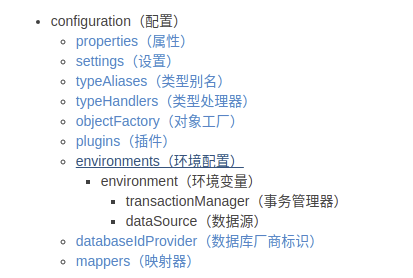 configuration（配置）
properties（属性）
settings（设置）
typeAliases（类型别名）
typeHandlers（类型处理器）
objectFactory（对象工厂）
plugins（插件）
environments（环境配置）
environment（环境变量）
transactionManager（事务管理器）
dataSource（数据源）
databaseIdProvider（数据库厂商标识）
mappers（映射器）